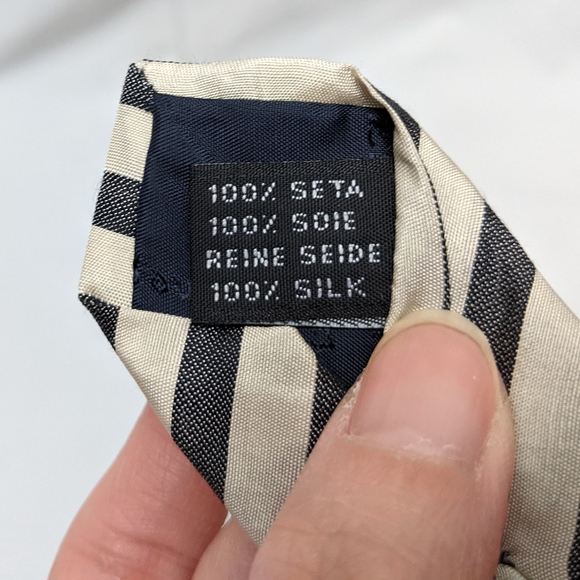 100% SETA
100% SOIE
REINE SEIDE
100% SILK